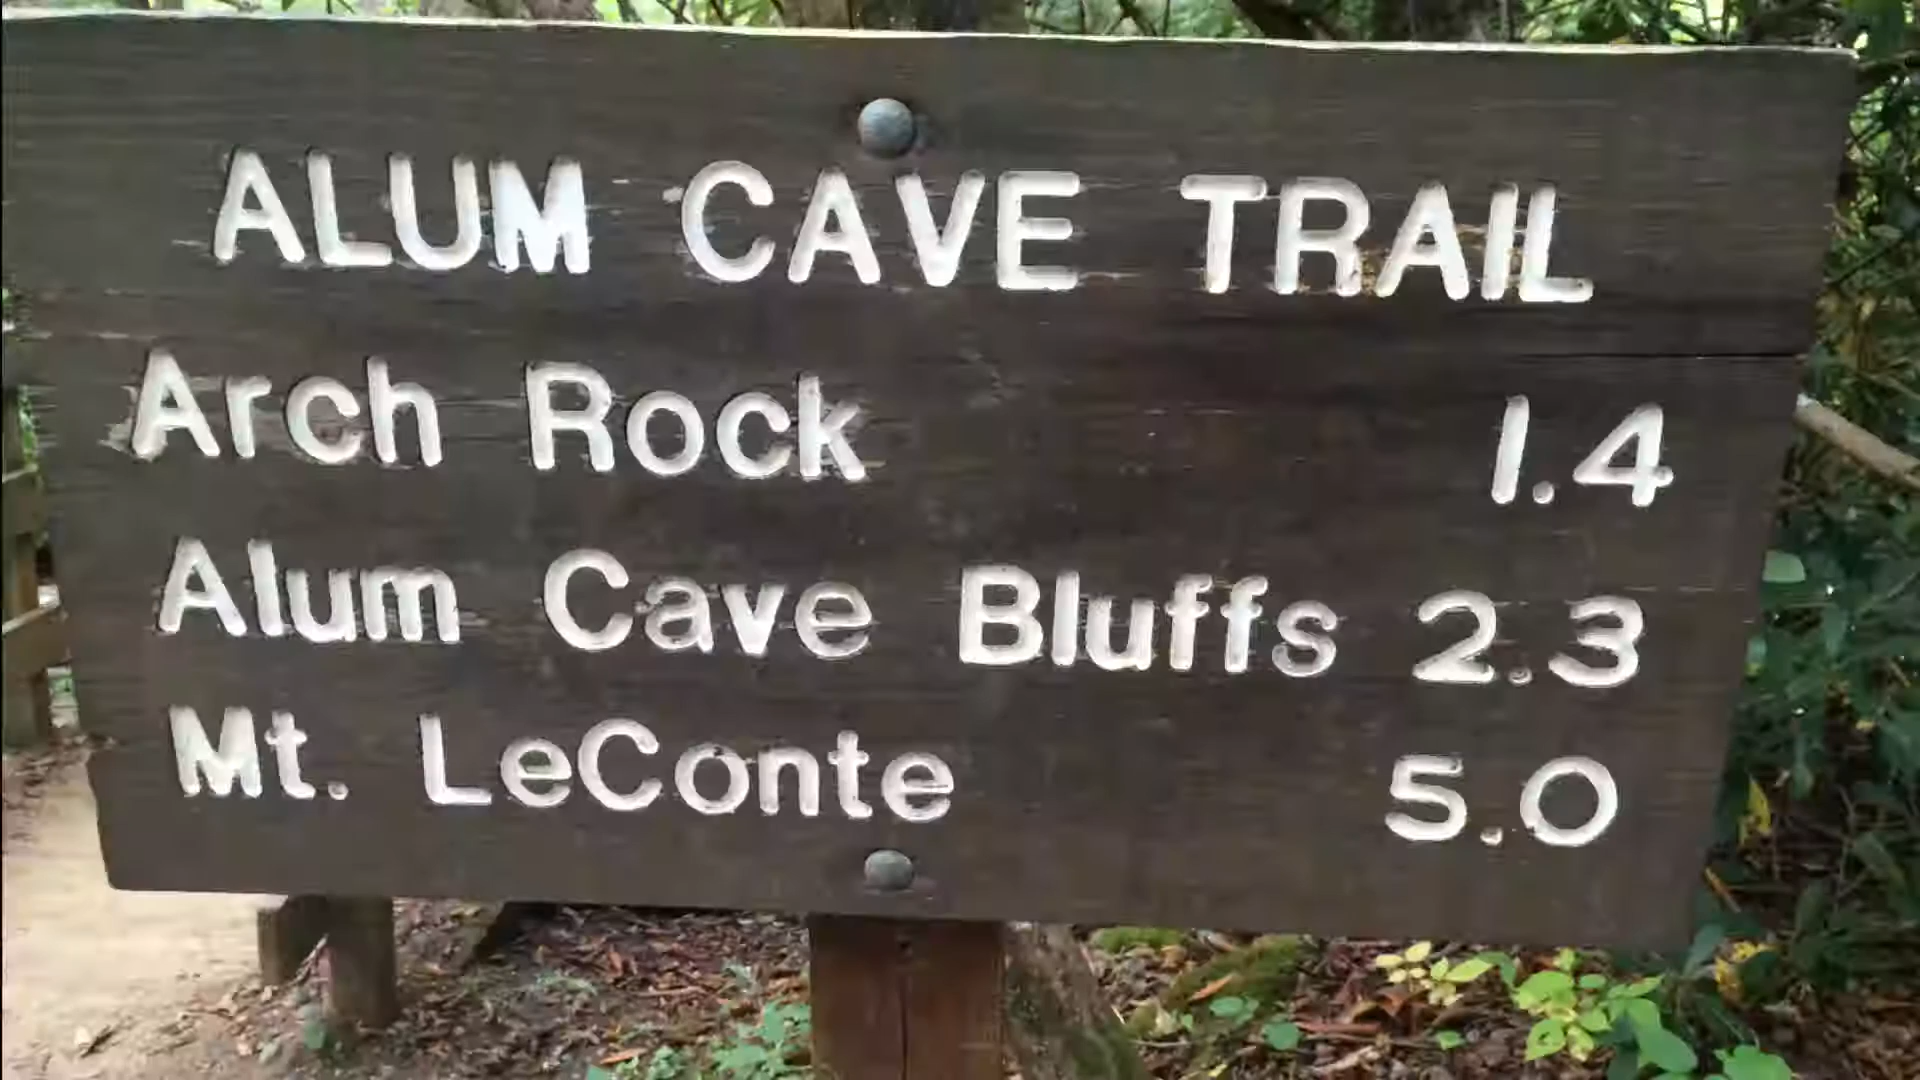 ALUM CAVE TRAIL
Arch Rock 1.4
Alum Cave Bluffs 2.3
Mt. LeConte 5.0